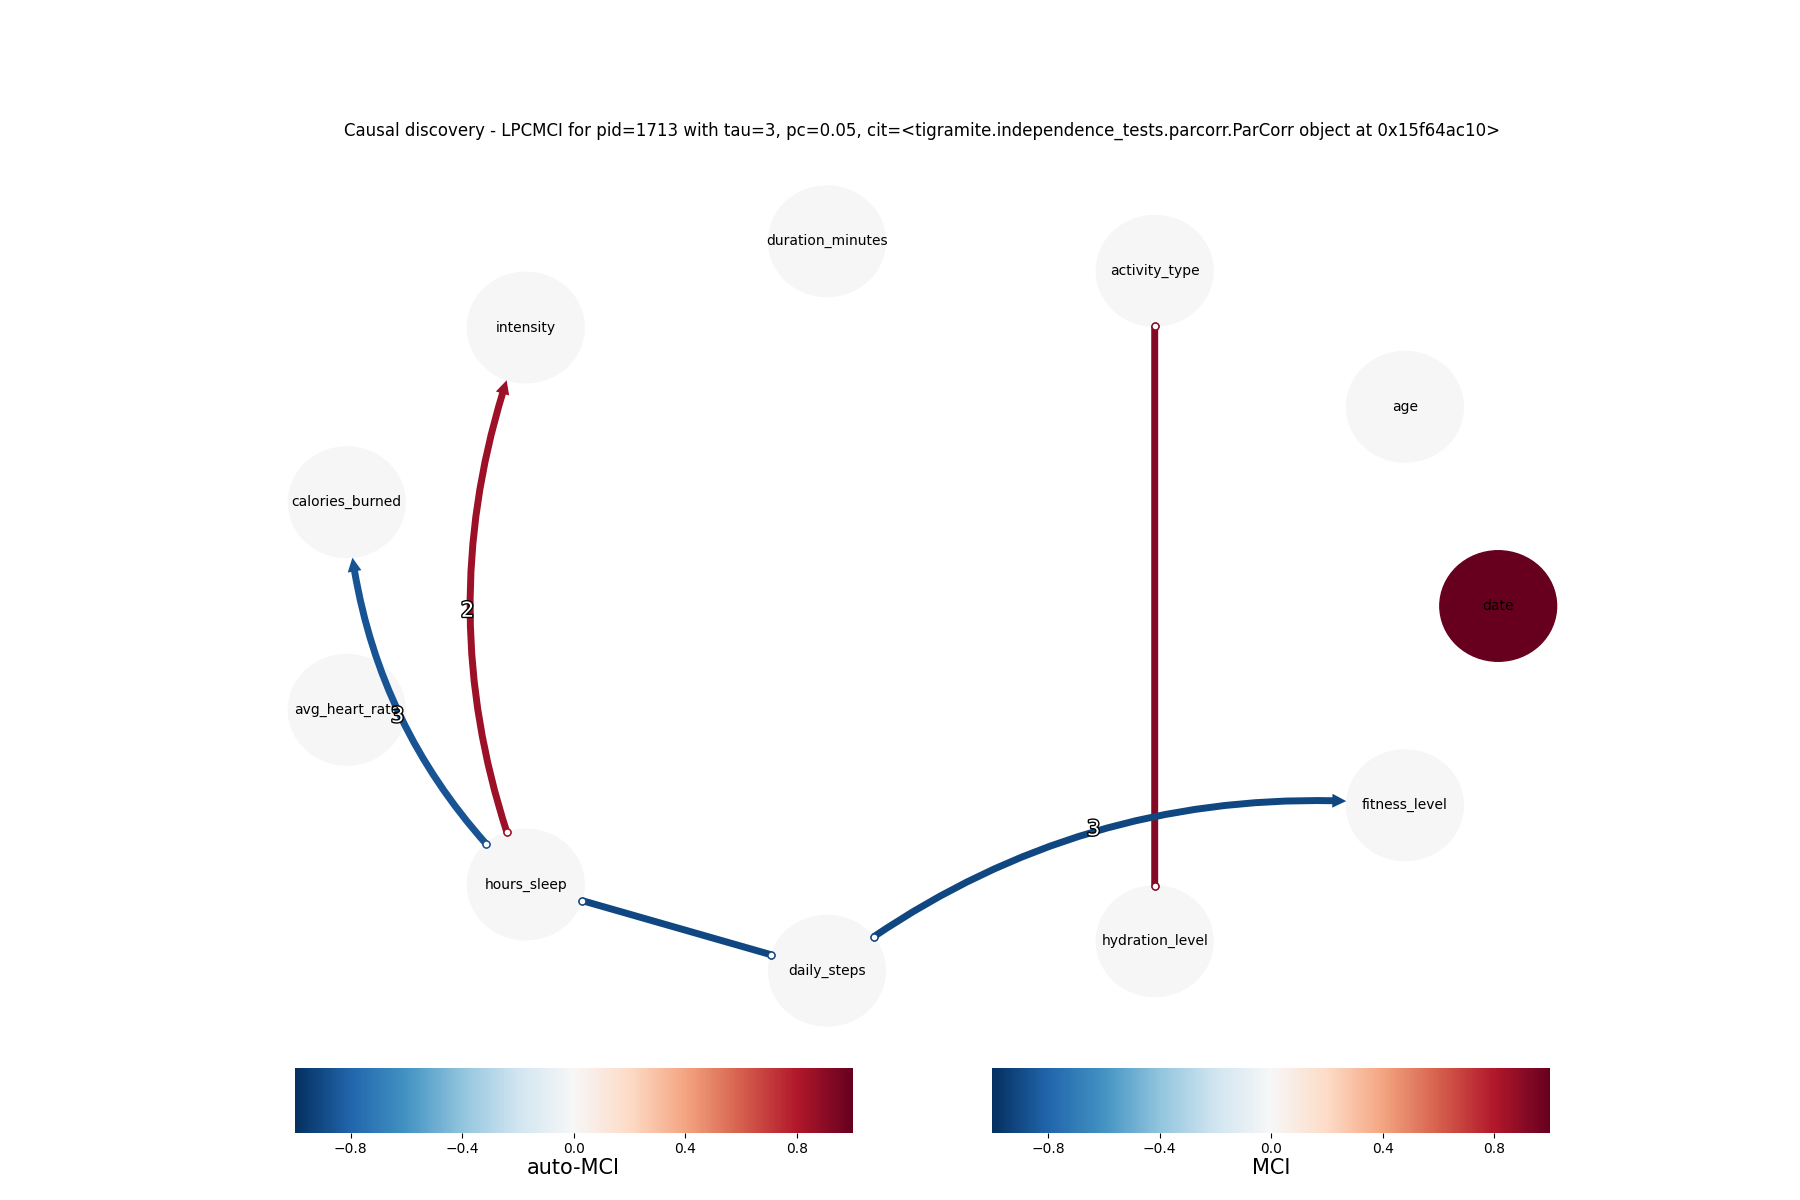 Causal discovery - LPCMCI for pid=1713 with tau=3, pc=0.05, cit=<tigramite.independence_tests.parcorr.ParCorr object at 0x15f64ac10>
duration_minutes
activity_type
intensity
age
calories_burned
date
2
avg_heart_rate
3
fitness_level
3
hours_sleep
hydration_level
daily_steps
−0.8 −0.4 0.0 0.4 0.8
auto-MCI
−0.8 −0.4 0.0 0.4 0.8
MCI